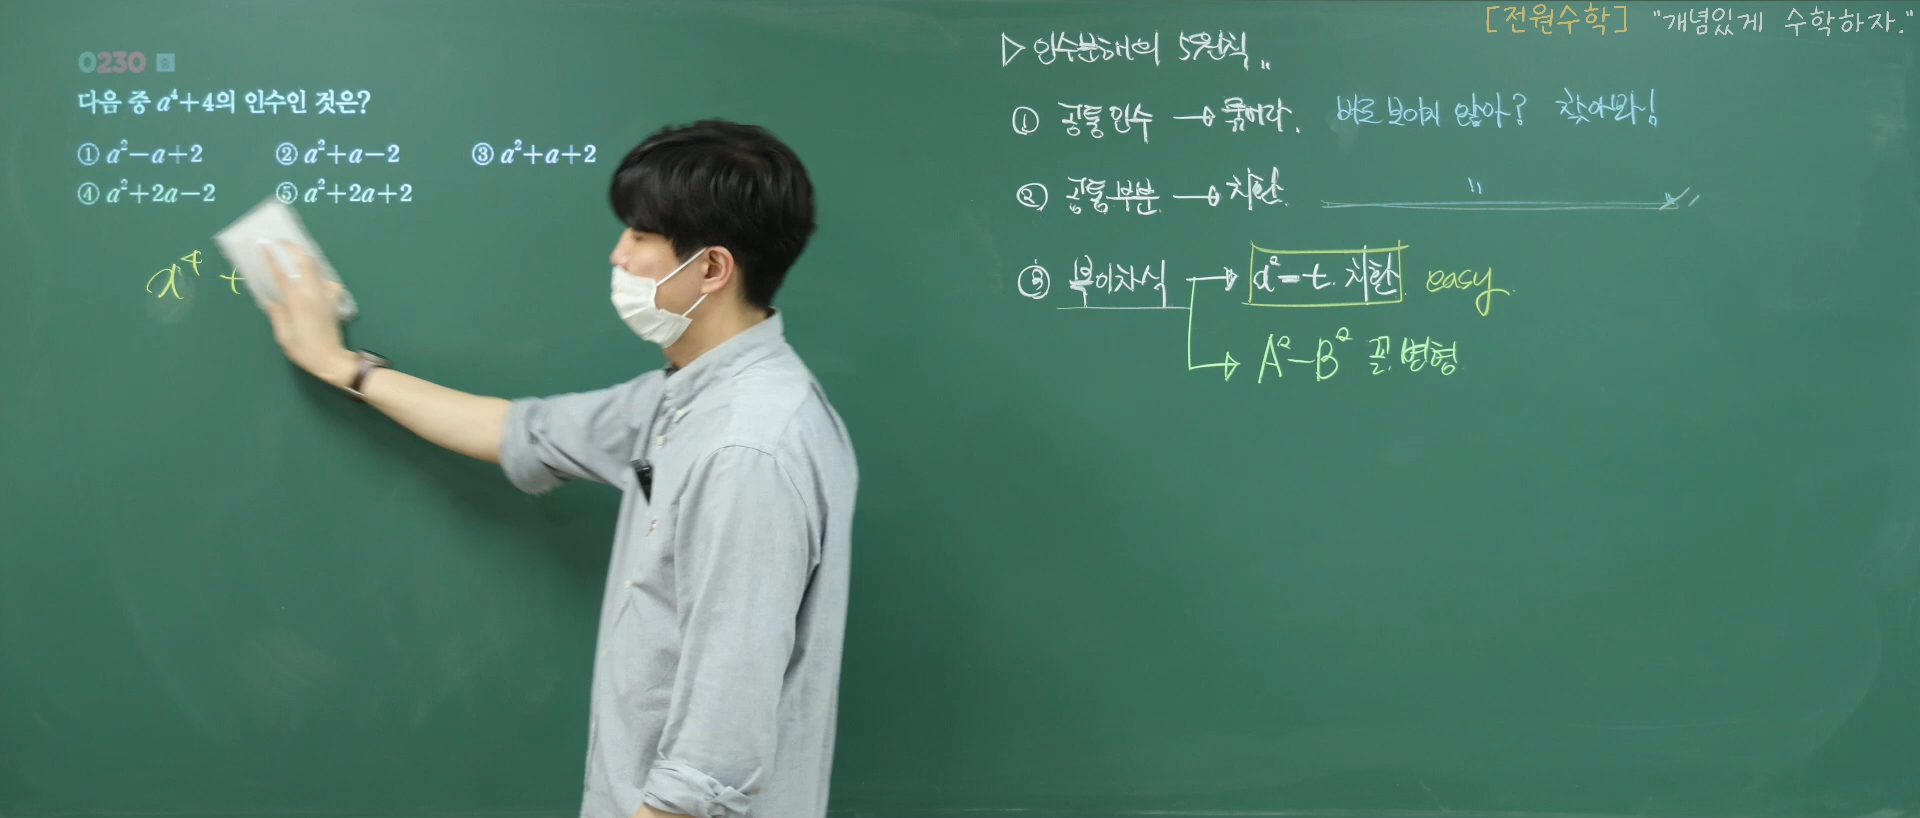 0230 중
다음 중 a⁴+4의 인수인 것은?
① a²−a+2 ② a²+a−2 ③ a²+a+2
④ a²+2a−2 ⑤ a²+2a+2
x⁴ +
[전원수학] "개념있게 수학하자."
▷ 인수분해의 5원칙
① 공통인수 → 묶어라. 바로 보이지 않아? 찾아봐!
② 공통부분 → 치환. "
③ 복이차식 → x²=t. 치환 easy.
→ A²−B² 꼴 변형